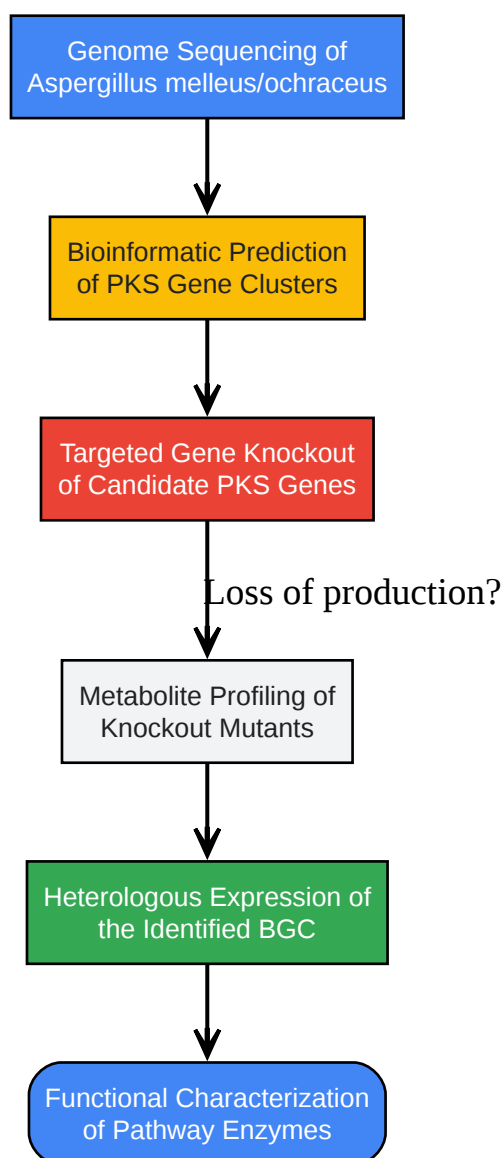 Genome Sequencing of
Aspergillus melleus/ochraceus
Bioinformatic Prediction
of PKS Gene Clusters
Targeted Gene Knockout
of Candidate PKS Genes
Loss of production?
Metabolite Profiling of
Knockout Mutants
Heterologous Expression of
the Identified BGC
Functional Characterization
of Pathway Enzymes